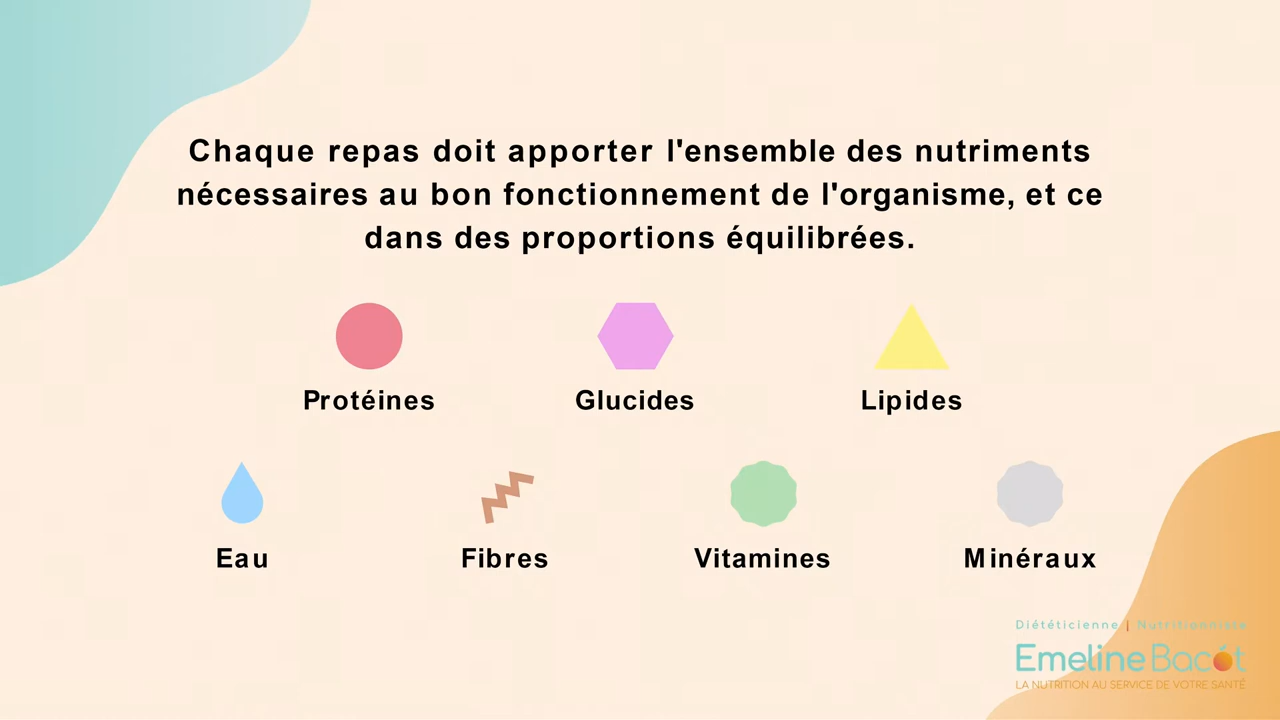 Chaque repas doit apporter l'ensemble des nutriments
nécessaires au bon fonctionnement de l'organisme, et ce
dans des proportions équilibrées.
Protéines
Glucides
Lipides
Eau
Fibres
Vitamines
Minéraux
Diététicienne | Nutritionniste
Emeline Bacot
LA NUTRITION AU SERVICE DE VOTRE SANTÉ